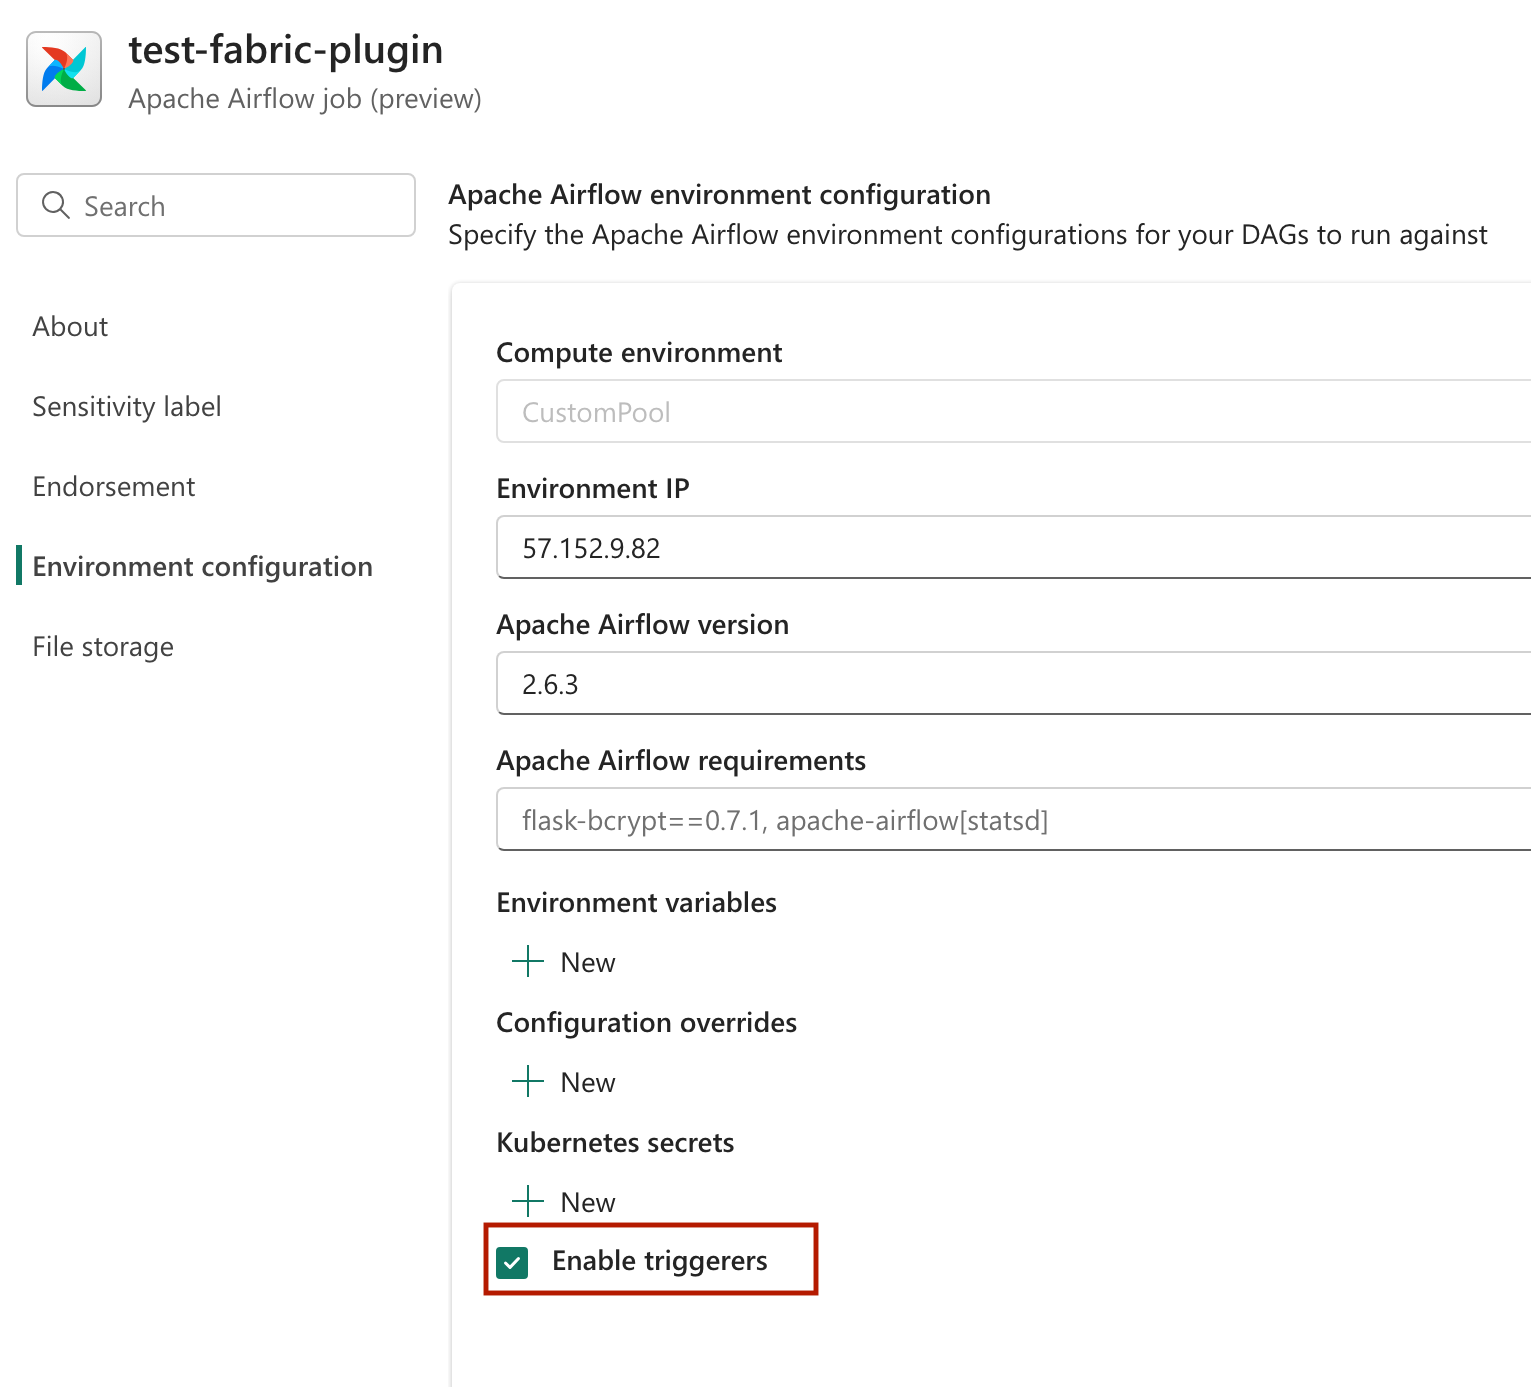 test-fabric-plugin
Apache Airflow job (preview)
Search
About
Sensitivity label
Endorsement
Environment configuration
File storage
Apache Airflow environment configuration
Specify the Apache Airflow environment configurations for your DAGs to run against
Compute environment
CustomPool
Environment IP
57.152.9.82
Apache Airflow version
2.6.3
Apache Airflow requirements
flask-bcrypt==0.7.1, apache-airflow[statsd]
Environment variables
New
Configuration overrides
New
Kubernetes secrets
New
Enable triggerers